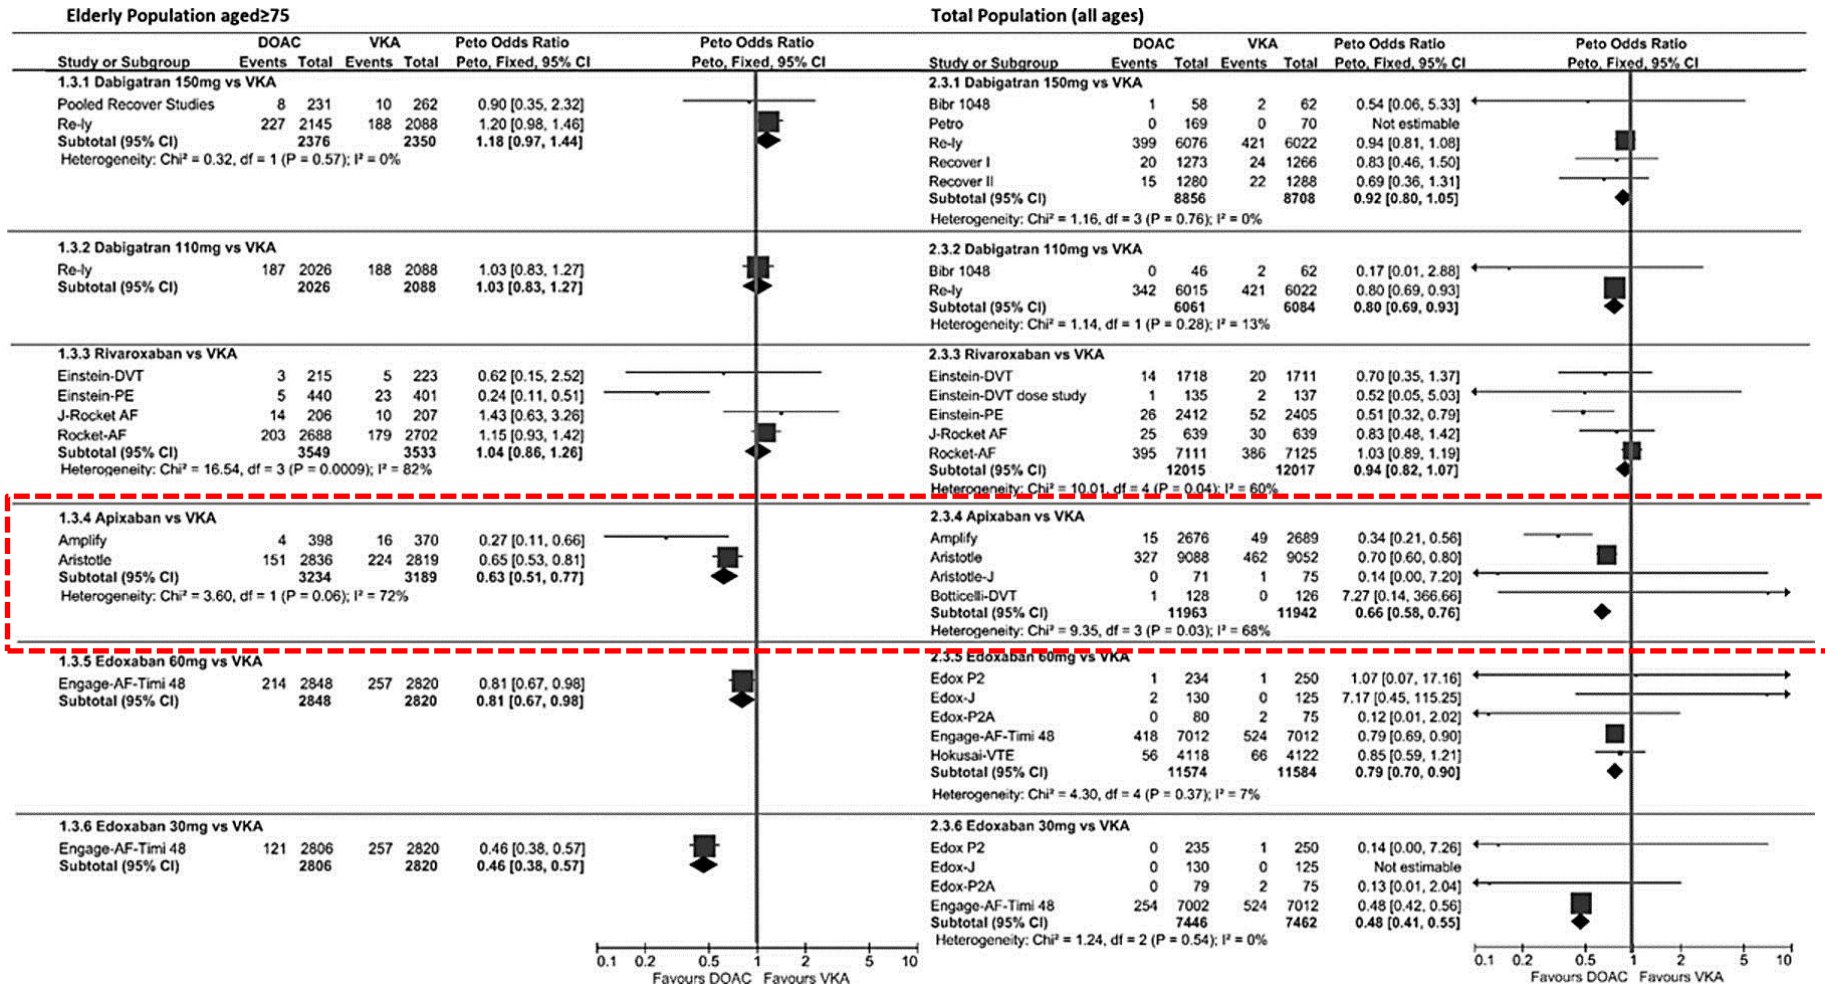 Elderly Population aged≥75
DOAC VKA Peto Odds Ratio Peto Odds Ratio
Study or Subgroup Events Total Events Total Peto, Fixed, 95% CI Peto, Fixed, 95% CI
1.3.1 Dabigatran 150mg vs VKA
Pooled Recover Studies 8 231 10 262 0.90 [0.35, 2.32]
Re-ly 227 2145 188 2088 1.20 [0.98, 1.46]
Subtotal (95% CI) 2376 2350 1.18 [0.97, 1.44]
Heterogeneity: Chi² = 0.32, df = 1 (P = 0.57); I² = 0%
1.3.2 Dabigatran 110mg vs VKA
Re-ly 187 2026 188 2088 1.03 [0.83, 1.27]
Subtotal (95% CI) 2026 2088 1.03 [0.83, 1.27]
1.3.3 Rivaroxaban vs VKA
Einstein-DVT 3 215 5 223 0.62 [0.15, 2.52]
Einstein-PE 5 440 23 401 0.24 [0.11, 0.51]
J-Rocket AF 14 206 10 207 1.43 [0.63, 3.26]
Rocket-AF 203 2688 179 2702 1.15 [0.93, 1.42]
Subtotal (95% CI) 3549 3533 1.04 [0.86, 1.26]
Heterogeneity: Chi² = 16.54, df = 3 (P = 0.0009); I² = 82%
1.3.4 Apixaban vs VKA
Amplify 4 398 16 370 0.27 [0.11, 0.66]
Aristotle 151 2836 224 2819 0.65 [0.53, 0.81]
Subtotal (95% CI) 3234 3189 0.63 [0.51, 0.77]
Heterogeneity: Chi² = 3.60, df = 1 (P = 0.06); I² = 72%
1.3.5 Edoxaban 60mg vs VKA
Engage-AF-Timi 48 214 2848 257 2820 0.81 [0.67, 0.98]
Subtotal (95% CI) 2848 2820 0.81 [0.67, 0.98]
1.3.6 Edoxaban 30mg vs VKA
Engage-AF-Timi 48 121 2806 257 2820 0.46 [0.38, 0.57]
Subtotal (95% CI) 2806 2820 0.46 [0.38, 0.57]
0.1 0.2 0.5 1 2 5 10
Favours DOAC Favours VKA
Total Population (all ages)
DOAC VKA Peto Odds Ratio Peto Odds Ratio
Study or Subgroup Events Total Events Total Peto, Fixed, 95% CI Peto, Fixed, 95% CI
2.3.1 Dabigatran 150mg vs VKA
Bibr 1048 1 58 2 62 0.54 [0.06, 5.33]
Petro 0 169 0 70 Not estimable
Re-ly 399 6076 421 6022 0.94 [0.81, 1.08]
Recover I 20 1273 24 1266 0.83 [0.46, 1.50]
Recover II 15 1280 22 1288 0.69 [0.36, 1.31]
Subtotal (95% CI) 8856 8708 0.92 [0.80, 1.05]
Heterogeneity: Chi² = 1.16, df = 3 (P = 0.76); I² = 0%
2.3.2 Dabigatran 110mg vs VKA
Bibr 1048 0 46 2 62 0.17 [0.01, 2.88]
Re-ly 342 6015 421 6022 0.80 [0.69, 0.93]
Subtotal (95% CI) 6061 6084 0.80 [0.69, 0.93]
Heterogeneity: Chi² = 1.14, df = 1 (P = 0.28); I² = 13%
2.3.3 Rivaroxaban vs VKA
Einstein-DVT 14 1718 20 1711 0.70 [0.35, 1.37]
Einstein-DVT dose study 1 135 2 137 0.52 [0.05, 5.03]
Einstein-PE 26 2412 52 2405 0.51 [0.32, 0.79]
J-Rocket AF 25 639 30 639 0.83 [0.48, 1.42]
Rocket-AF 395 7111 386 7125 1.03 [0.89, 1.19]
Subtotal (95% CI) 12015 12017 0.94 [0.82, 1.07]
Heterogeneity: Chi² = 10.01, df = 4 (P = 0.04); I² = 60%
2.3.4 Apixaban vs VKA
Amplify 15 2676 49 2689 0.34 [0.21, 0.56]
Aristotle 327 9088 462 9052 0.70 [0.60, 0.80]
Aristotle-J 0 71 1 75 0.14 [0.00, 7.20]
Botticelli-DVT 1 128 0 126 7.27 [0.14, 366.66]
Subtotal (95% CI) 11963 11942 0.66 [0.58, 0.76]
Heterogeneity: Chi² = 9.35, df = 3 (P = 0.03); I² = 68%
2.3.5 Edoxaban 60mg vs VKA
Edox P2 1 234 1 250 1.07 [0.07, 17.16]
Edox-J 2 130 0 125 7.17 [0.45, 115.25]
Edox-P2A 0 80 2 75 0.12 [0.01, 2.02]
Engage-AF-Timi 48 418 7012 524 7012 0.79 [0.69, 0.90]
Hokusai-VTE 56 4118 66 4122 0.85 [0.59, 1.21]
Subtotal (95% CI) 11574 11584 0.79 [0.70, 0.90]
Heterogeneity: Chi² = 4.30, df = 4 (P = 0.37); I² = 7%
2.3.6 Edoxaban 30mg vs VKA
Edox P2 0 235 1 250 0.14 [0.00, 7.26]
Edox-J 0 130 0 125 Not estimable
Edox-P2A 0 79 2 75 0.13 [0.01, 2.04]
Engage-AF-Timi 48 254 7002 524 7012 0.48 [0.42, 0.56]
Subtotal (95% CI) 7446 7462 0.48 [0.41, 0.55]
Heterogeneity: Chi² = 1.24, df = 2 (P = 0.54); I² = 0%
0.1 0.2 0.5 1 2 5 10
Favours DOAC Favours VKA